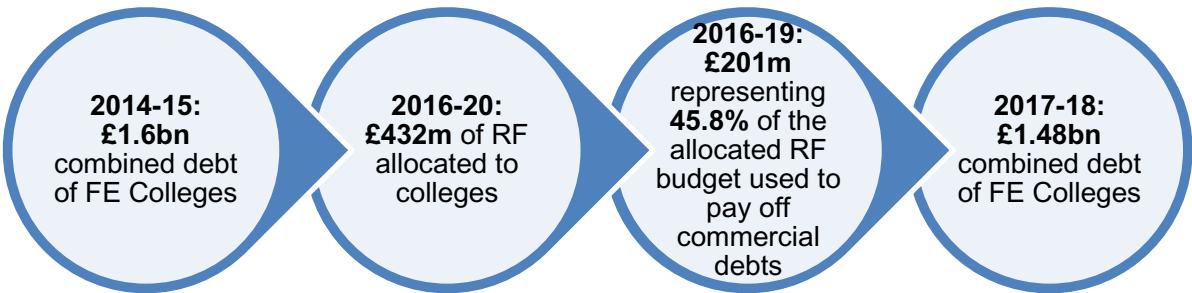 2014-15:
£1.6bn
combined debt
of FE Colleges
2016-20:
£432m of RF
allocated to
colleges
2016-19:
£201m
representing
45.8% of the
allocated RF
budget used to
pay off
commercial
debts
2017-18:
£1.48bn
combined debt
of FE Colleges